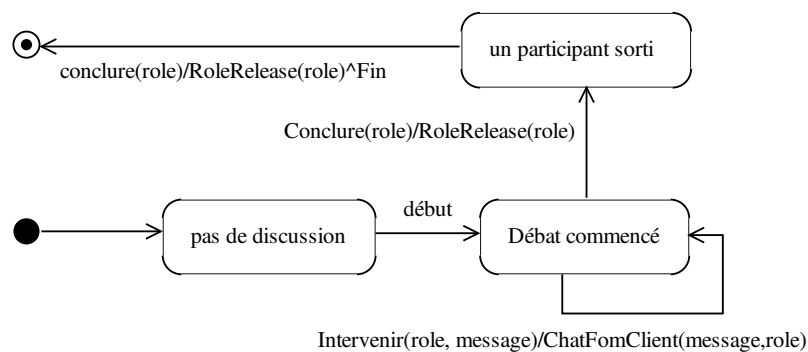 un participant sorti
conclure(role)/RoleRelease(role)^Fin
Conclure(role)/RoleRelease(role)
début
pas de discussion
Débat commencé
Intervenir(role, message)/ChatFomClient(message,role)